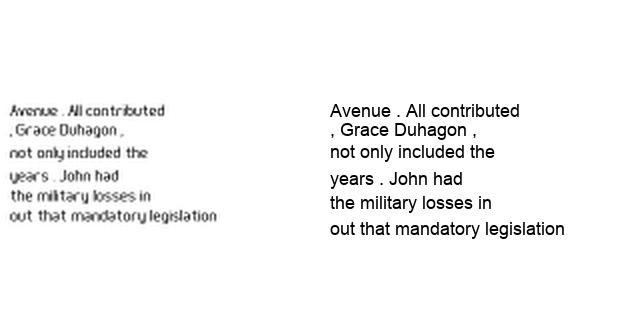 Avenue . All contributed
, Grace Duhagon ,
not only included the
years . John had
the military losses in
out that mandatory legislation
Avenue . All contributed
, Grace Duhagon ,
not only included the
years . John had
the military losses in
out that mandatory legislation